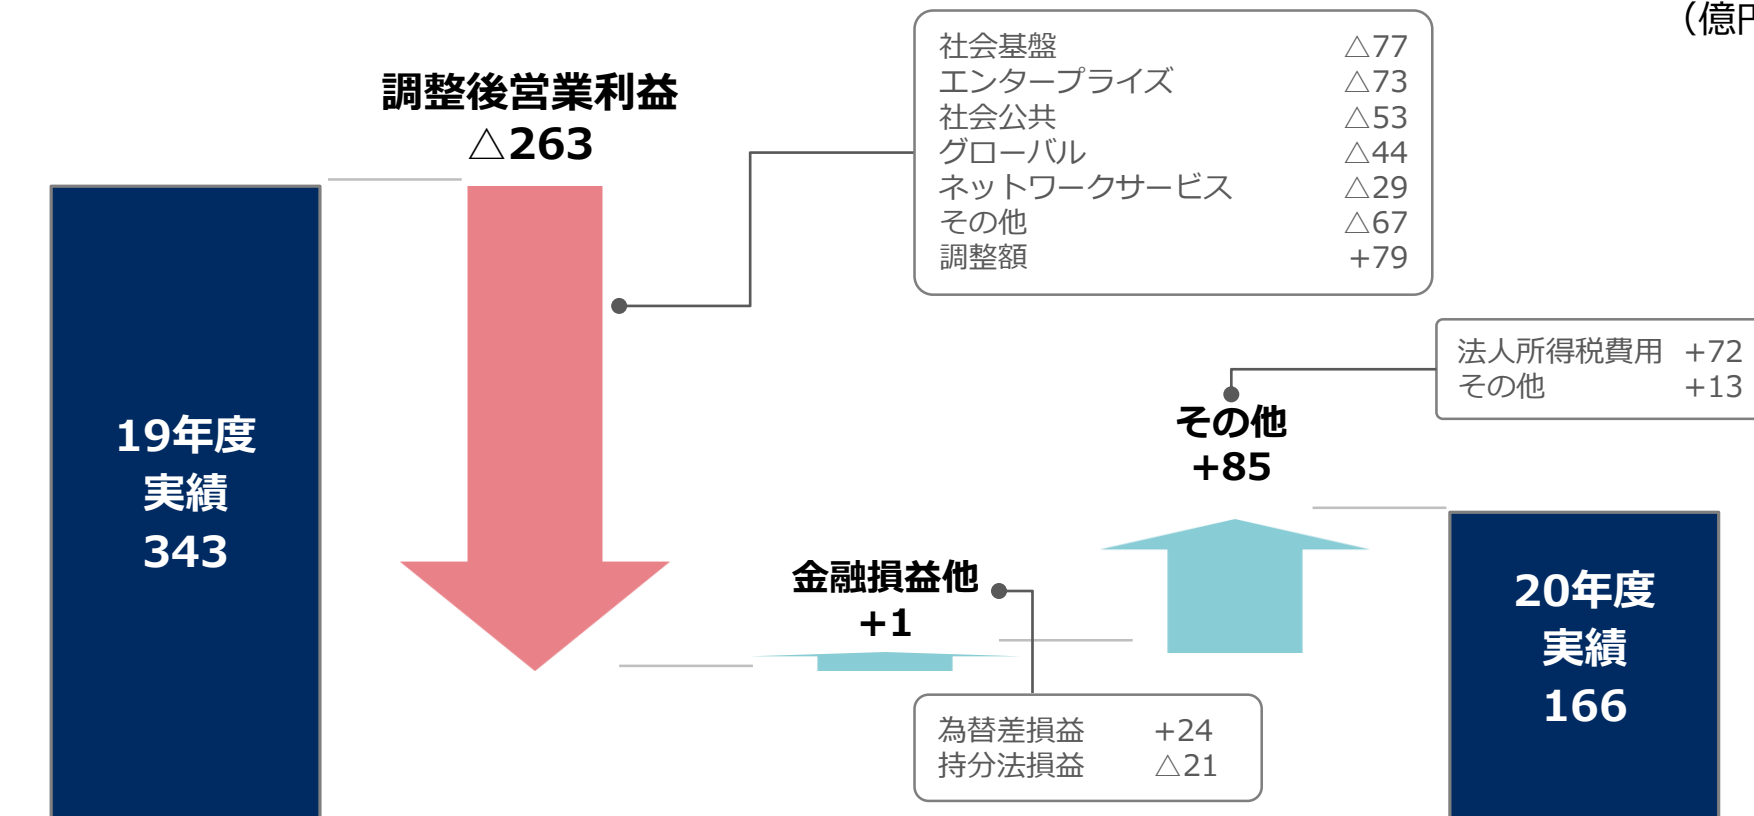 (億円
調整後営業利益
△263
社会基盤 △77
エンタープライズ △73
社会公共 △53
グローバル △44
ネットワークサービス △29
その他 △67
調整額 +79
法人所得税費用 +72
その他 +13
19年度
実績
343
その他
+85
金融損益他
+1
為替差損益 +24
持分法損益 △21
20年度
実績
166